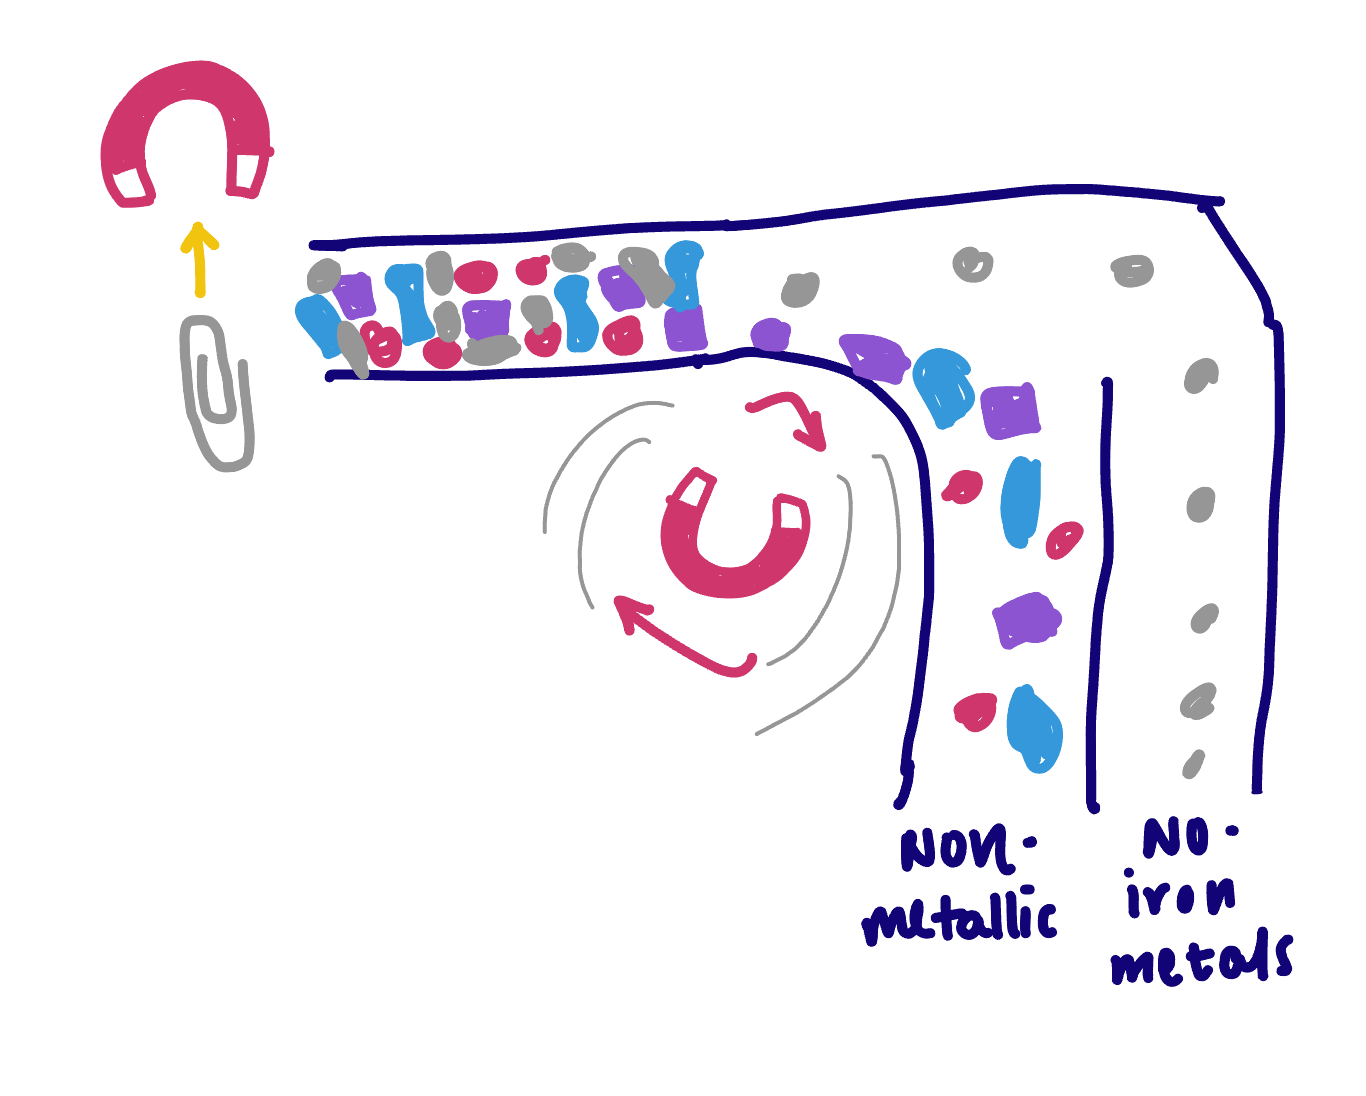 Non-
metallic
No-
iron
metals